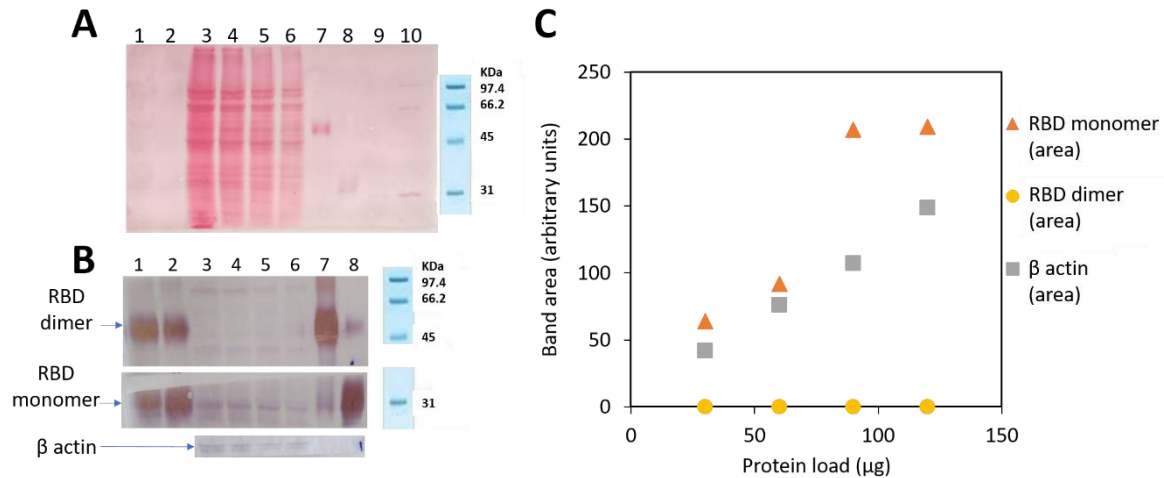 A
1 2 3 4 5 6 7 8 9 10
KDa
97.4
66.2
45
31
B
1 2 3 4 5 6 7 8
RBD
dimer
KDa
97.4
66.2
45
RBD
monomer
31
β actin
C
250
200
150
100
50
0
0 50 100 150
Band area (arbitrary units)
Protein load (µg)
RBD monomer
(area)
RBD dimer
(area)
β actin
(area)